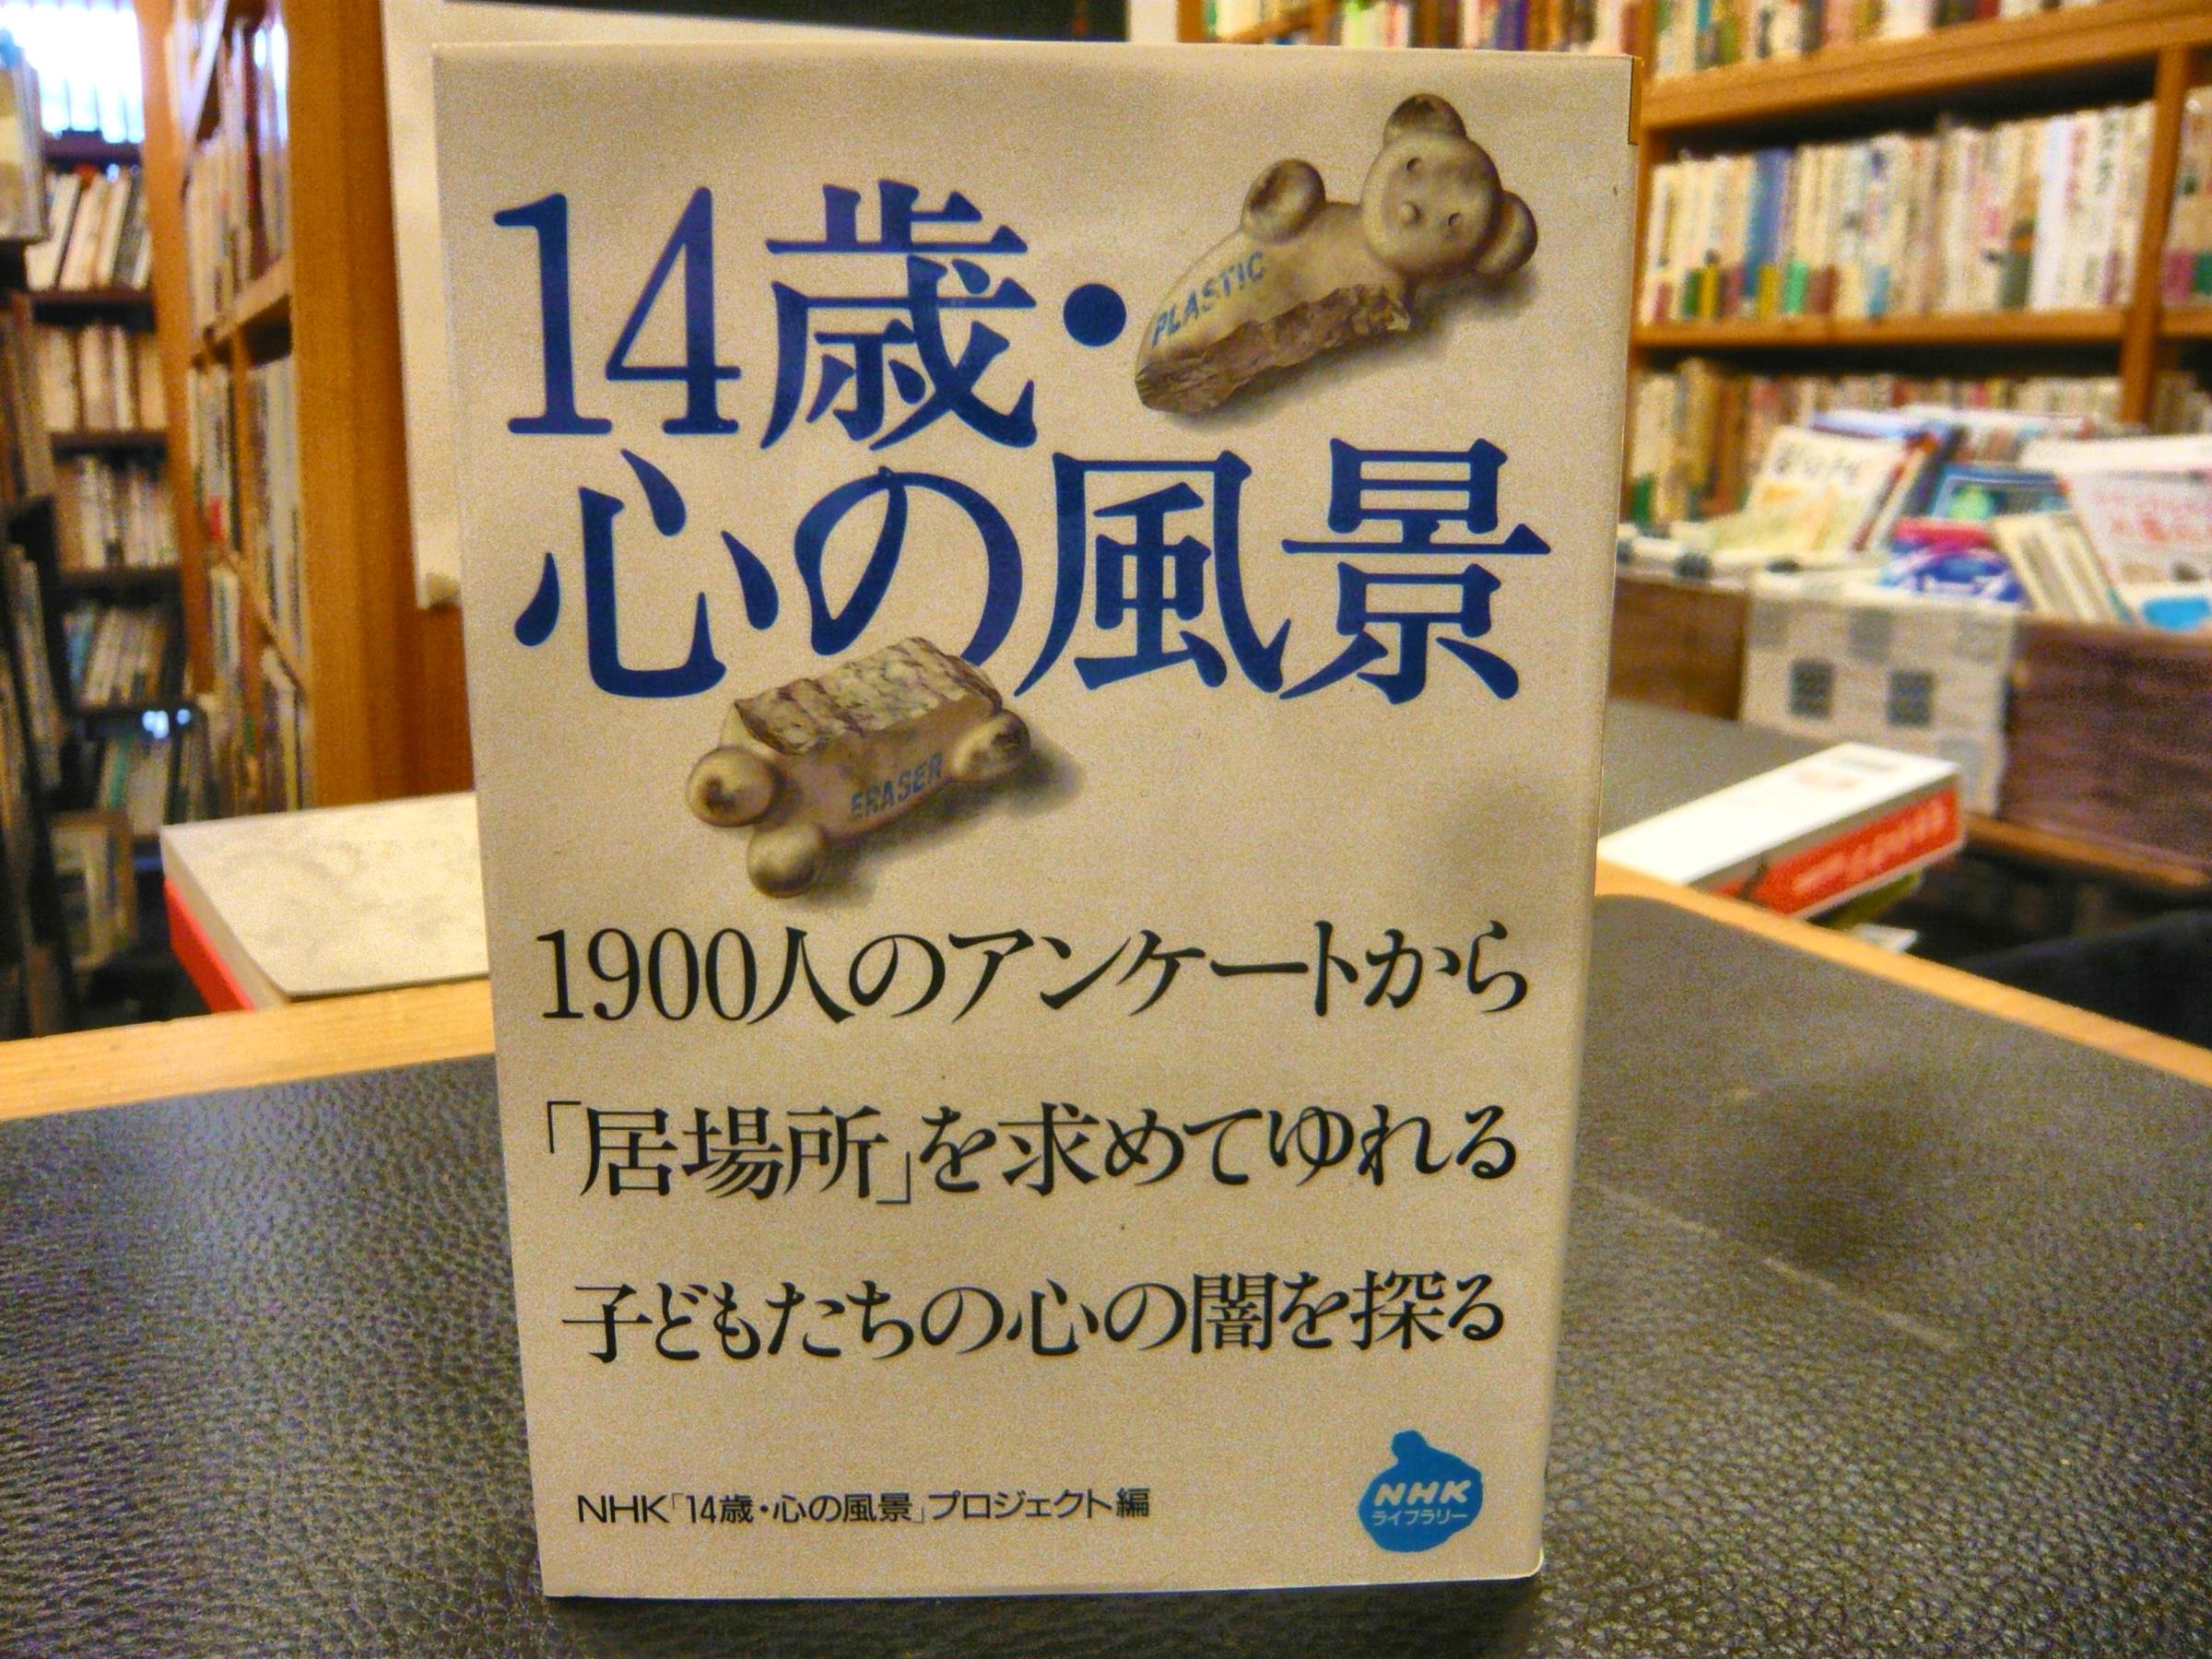 14歳・
PLASTIC
心の風景
ERASER
1900人のアンケートから
「居場所」を求めてゆれる
子どもたちの心の闇を探る
NHK「14歳・心の風景」プロジェクト編
NHK
ライブラリー